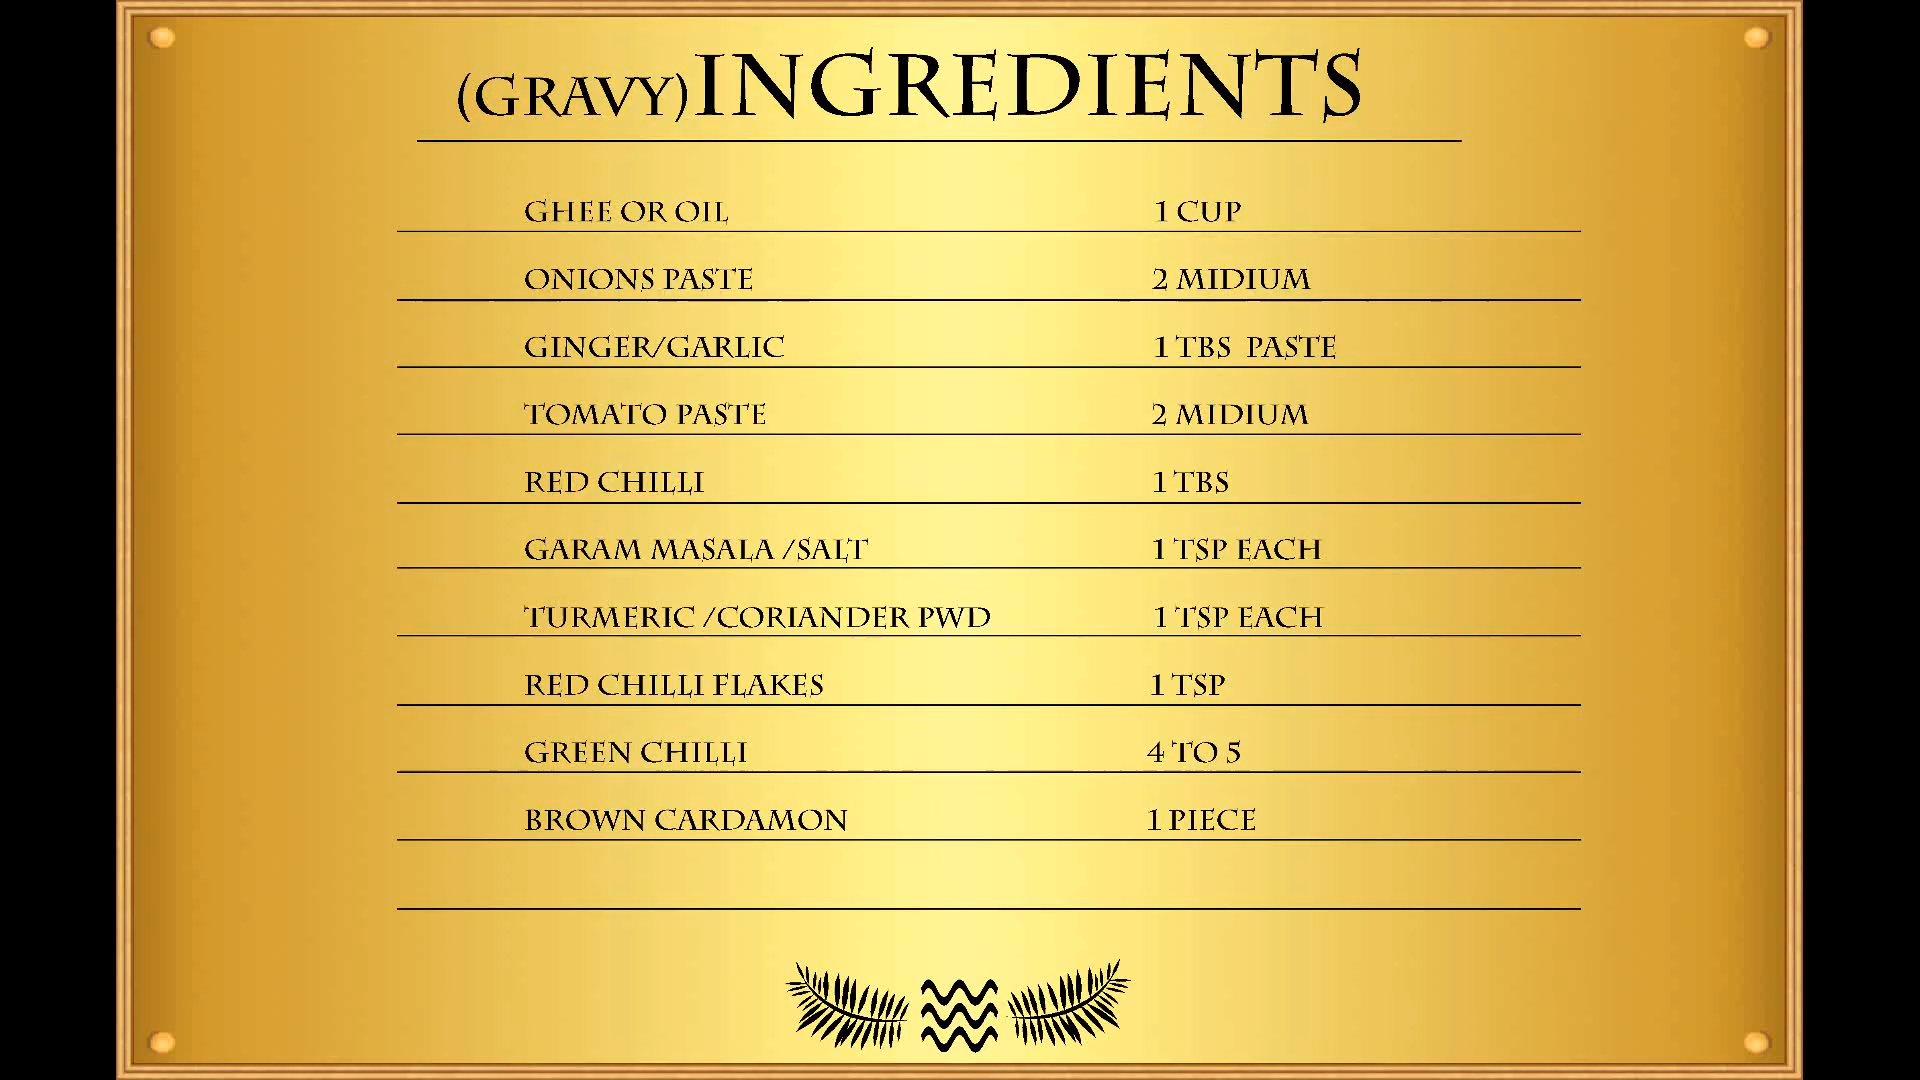 (GRAVY)INGREDIENTS
GHEE OR OIL 1 CUP
ONIONS PASTE 2 MIDIUM
GINGER/GARLIC 1 TBS PASTE
TOMATO PASTE 2 MIDIUM
RED CHILLI 1 TBS
GARAM MASALA /SALT 1 TSP EACH
TURMERIC /CORIANDER PWD 1 TSP EACH
RED CHILLI FLAKES 1 TSP
GREEN CHILLI 4 TO 5
BROWN CARDAMON 1 PIECE